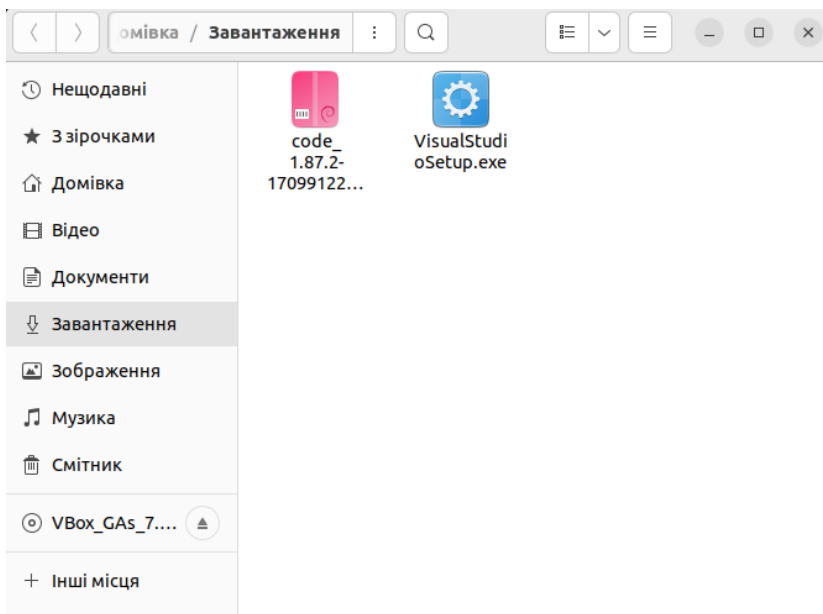 омівка / Завантаження
Нещодавні
З зірочками
Домівка
Відео
Документи
Завантаження
Зображення
Музика
Смітник
VBox_GAs_7....
Інші місця
code_
1.87.2-
17099122...
VisualStudi
oSetup.exe